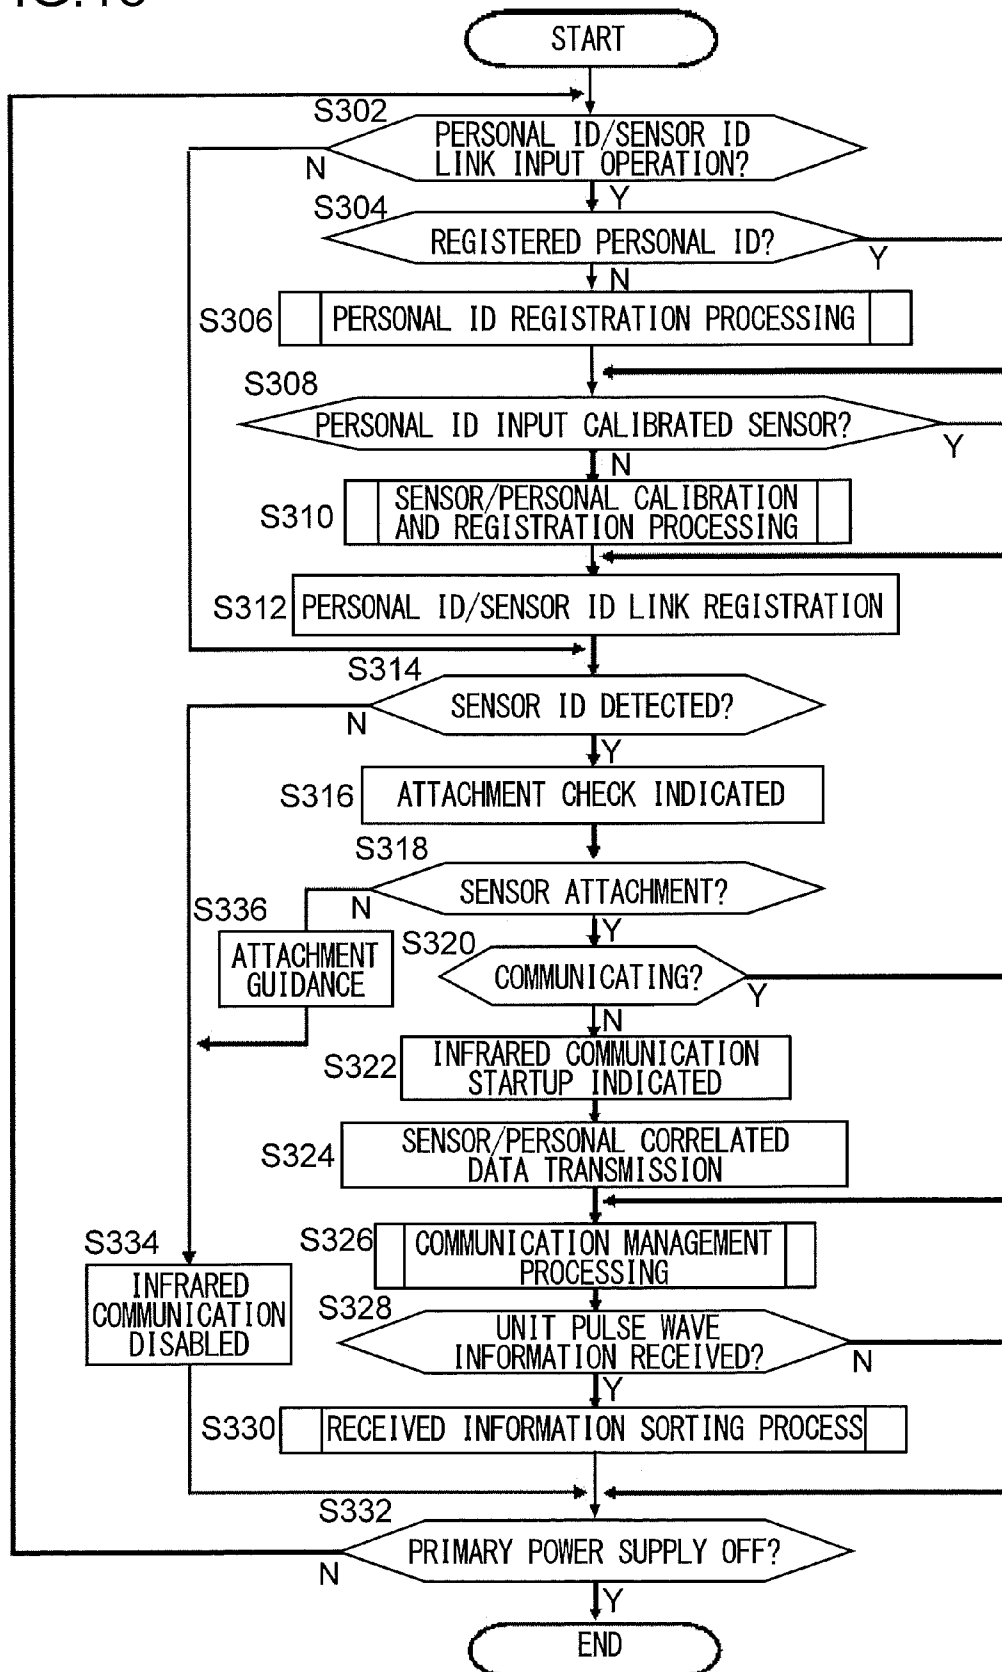 START
S302
PERSONAL ID/SENSOR ID
LINK INPUT OPERATION?
N
Y
S304
REGISTERED PERSONAL ID?
Y
N
S306
PERSONAL ID REGISTRATION PROCESSING
S308
PERSONAL ID INPUT CALIBRATED SENSOR?
Y
N
S310
SENSOR/PERSONAL CALIBRATION
AND REGISTRATION PROCESSING
S312
PERSONAL ID/SENSOR ID LINK REGISTRATION
S314
SENSOR ID DETECTED?
N
Y
S316
ATTACHMENT CHECK INDICATED
S318
SENSOR ATTACHMENT?
N
Y
S336
ATTACHMENT
GUIDANCE
S320
COMMUNICATING?
Y
N
S322
INFRARED COMMUNICATION
STARTUP INDICATED
S324
SENSOR/PERSONAL CORRELATED
DATA TRANSMISSION
S326
COMMUNICATION MANAGEMENT
PROCESSING
S334
INFRARED
COMMUNICATION
DISABLED
S328
UNIT PULSE WAVE
INFORMATION RECEIVED?
N
Y
S330
RECEIVED INFORMATION SORTING PROCESS
S332
PRIMARY POWER SUPPLY OFF?
N
Y
END